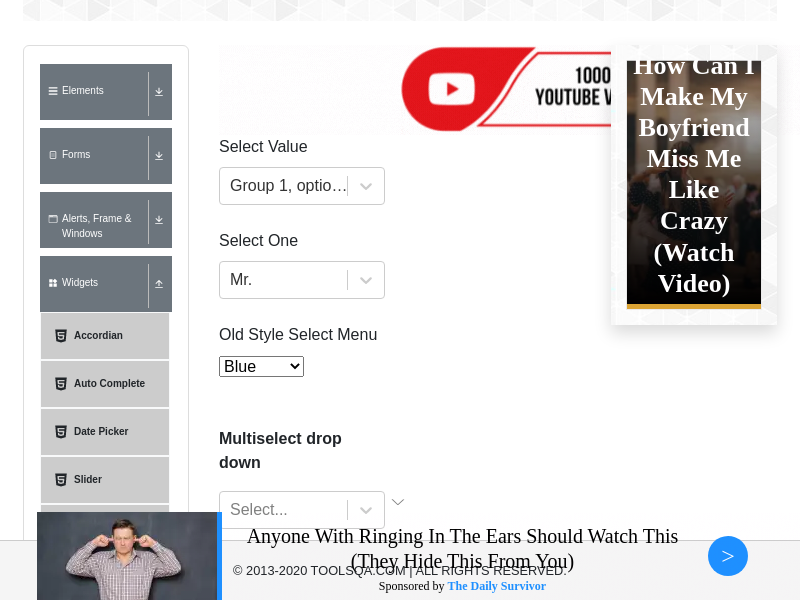 Elements
Forms
Alerts, Frame &
Windows
Widgets
Accordian
Auto Complete
Date Picker
Slider
1000
YOUTUBE V
Select Value
Group 1, optio…
Select One
Mr.
Old Style Select Menu
Blue
Multiselect drop
down
Select...
How Can I
Make My
Boyfriend
Miss Me
Like
Crazy
(Watch
Video)
Anyone With Ringing In The Ears Should Watch This
(They Hide This From You)
© 2013-2020 TOOLSQA.COM | ALL RIGHTS RESERVED.
Sponsored by The Daily Survivor
>